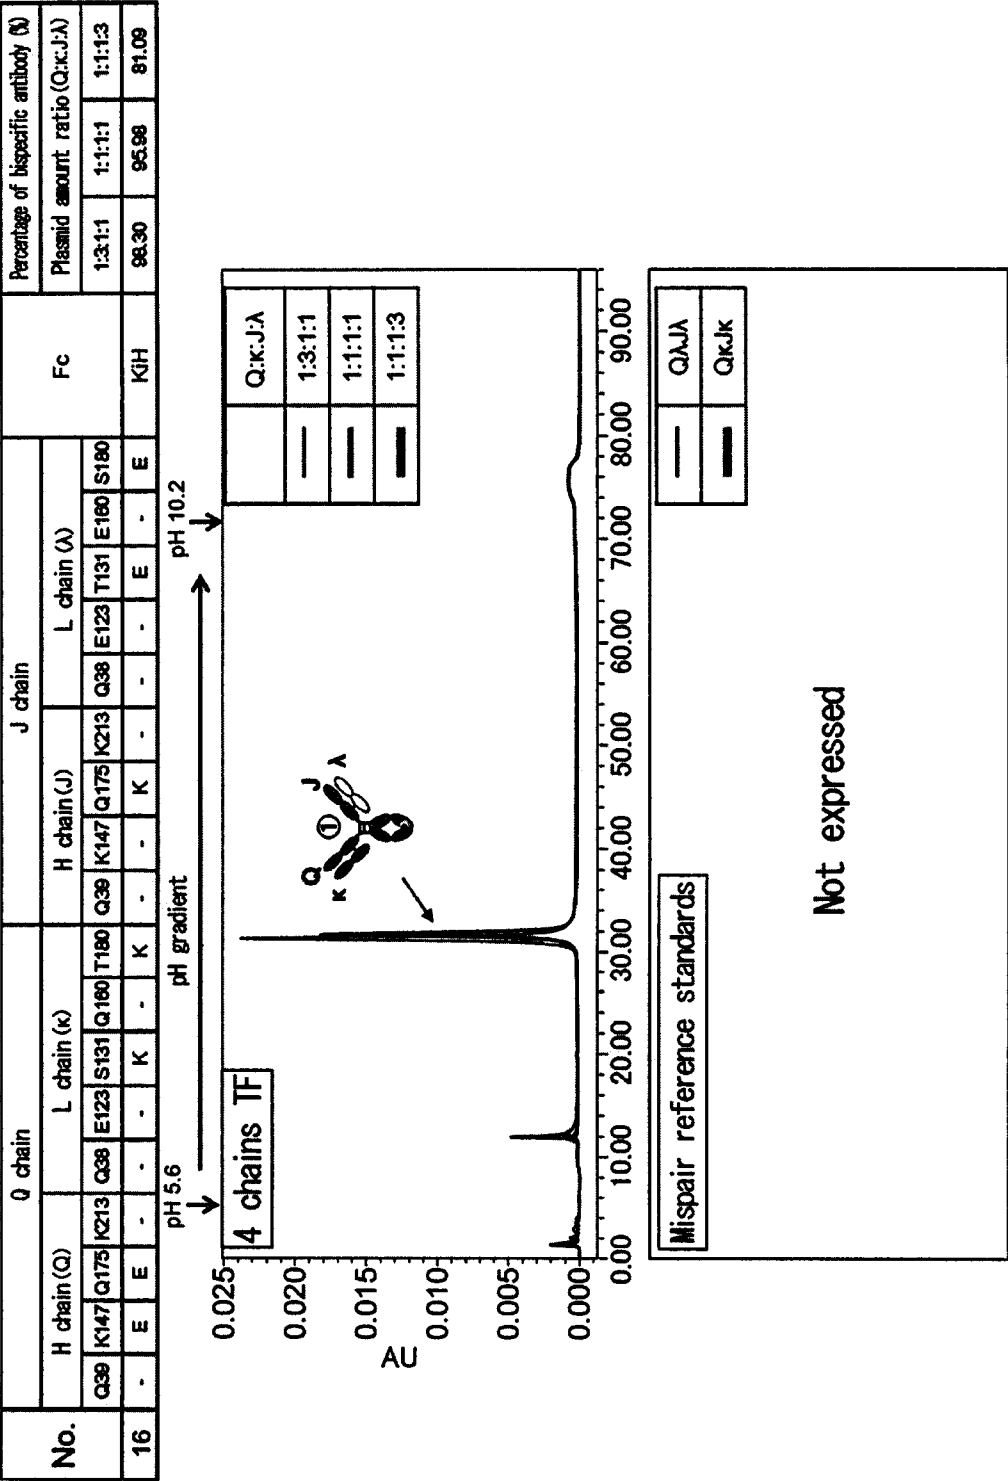 No.
Q chain
J chain
Fc
Percentage of bispecific antibody (%)
H chain(Q)
L chain(κ)
H chain(J)
L chain(λ)
Plasmid amount ratio(Q:κ:J:λ)
Q39 K147 Q175 K213 Q38 E123 S131 Q160 T180 Q39 K147 Q175 K213 Q38 E123 T131 E160 S180 1:3:1:1 1:1:1:1 1:1:1:3
16 - E E - - - K - K - - K - - - E - E KiH 98.30 95.98 81.09
pH 5.6
pH gradient
pH 10.2
4 chains TF
Q:κ:J:λ
1:3:1:1
1:1:1:1
1:1:1:3
Q
κ
①
J
λ
AU
0.025
0.020
0.015
0.010
0.005
0.000
0.00 10.00 20.00 30.00 40.00 50.00 60.00 70.00 80.00 90.00
Mispair reference standards
QλJλ
QκJκ
Not expressed